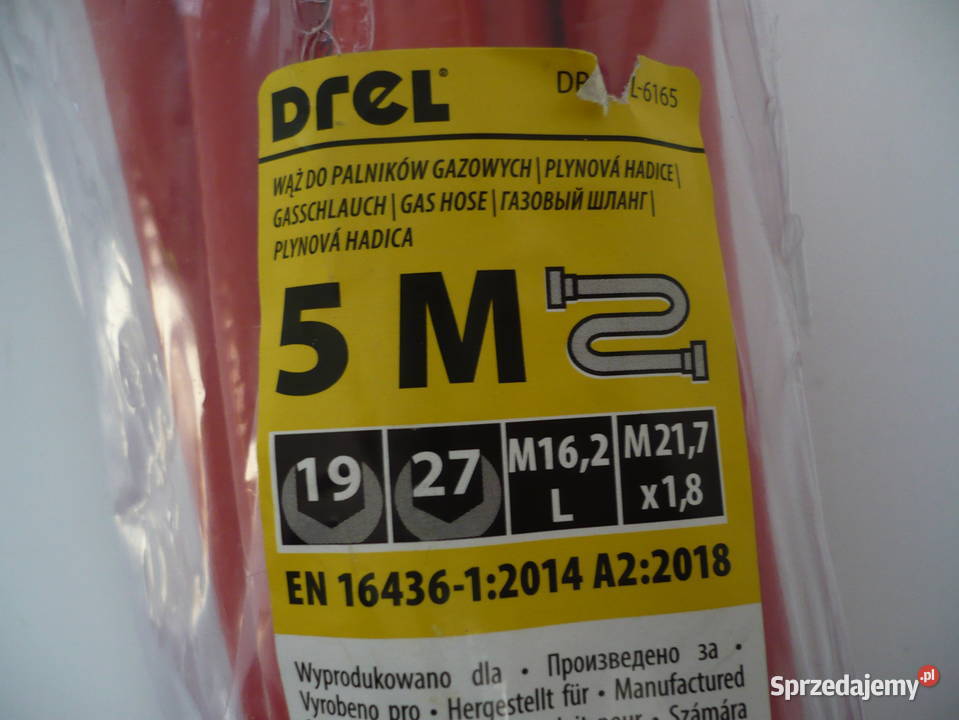 Drel®
WĄŻ DO PALNIKÓW GAZOWYCH | PLYNOVÁ HADICE |
GASSCHLAUCH | GAS HOSE | ГАЗОВЫЙ ШЛАНГ |
PLYNOVÁ HADICA
5 M
19 27 M16,2 L M21,7 x1,8
EN 16436-1:2014 A2:2018
Wyprodukowano dla • Произведено за •
Vyrobeno pro • Hergestellt für • Manufactured
Számára
Sprzedajemy.pl